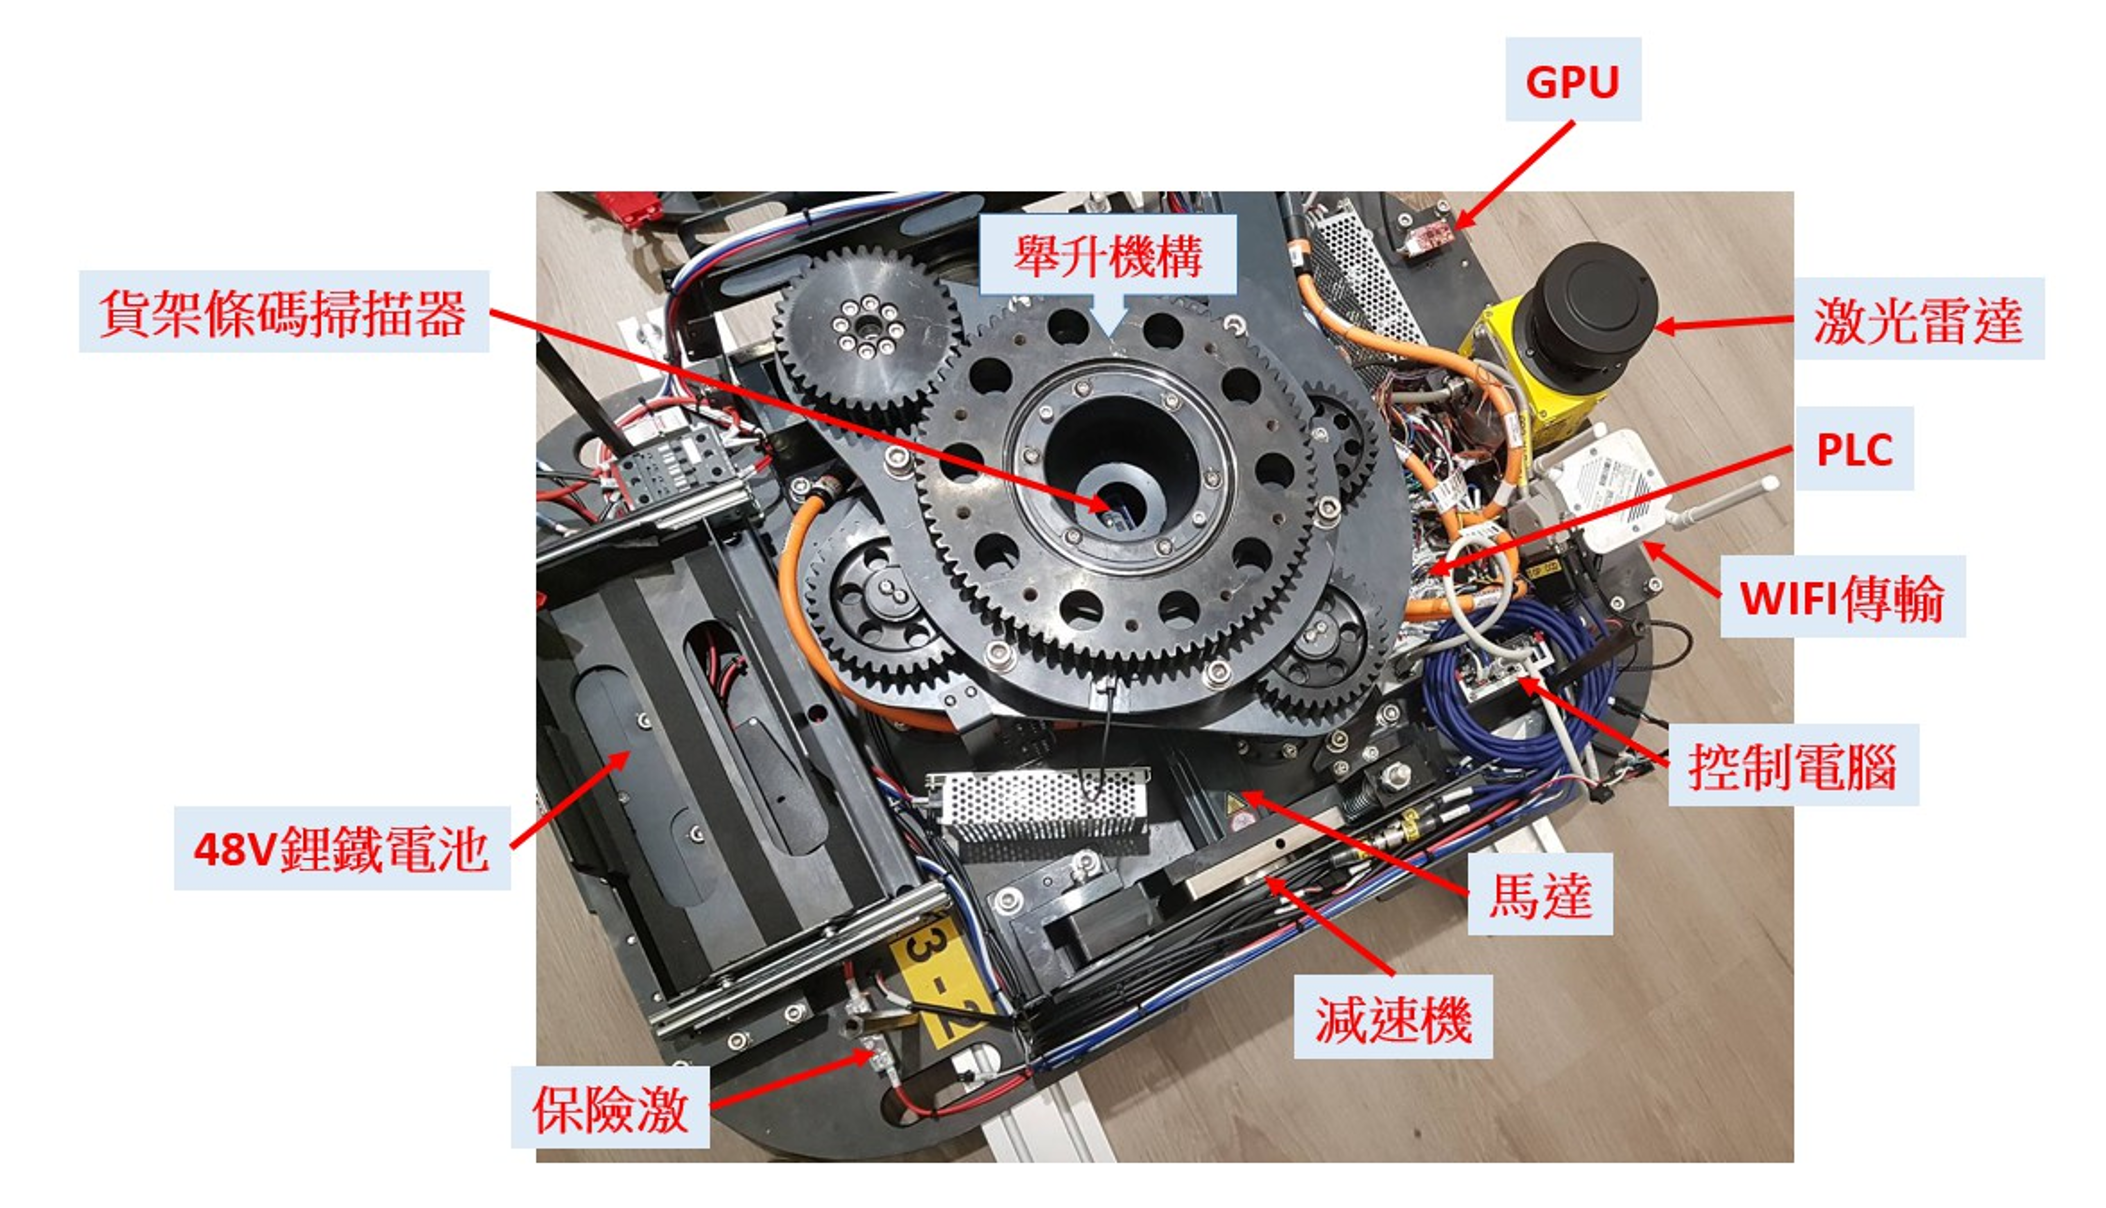 GPU
舉升機構
貨架條碼掃描器
激光雷達
PLC
WIFI傳輸
控制電腦
48V鋰鐵電池
馬達
減速機
3-2
保險激